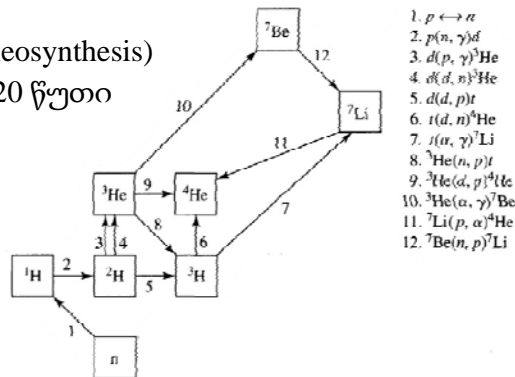 eosynthesis)
20 წუთი
⁷Be
12
10
⁷Li
11
³He
9
⁴He
8
7
3
4
6
¹H
2
²H
5
³H
1
n
1. p ⟷ n
2. p(n, γ)d
3. d(p, γ)³He
4. d(d, n)³He
5. d(d, p)t
6. t(d, n)⁴He
7. t(α, γ)⁷Li
8. ³He(n, p)t
9. ³He(d, p)⁴He
10. ³He(α, γ)⁷Be
11. ⁷Li(p, α)⁴He
12. ⁷Be(n, p)⁷Li